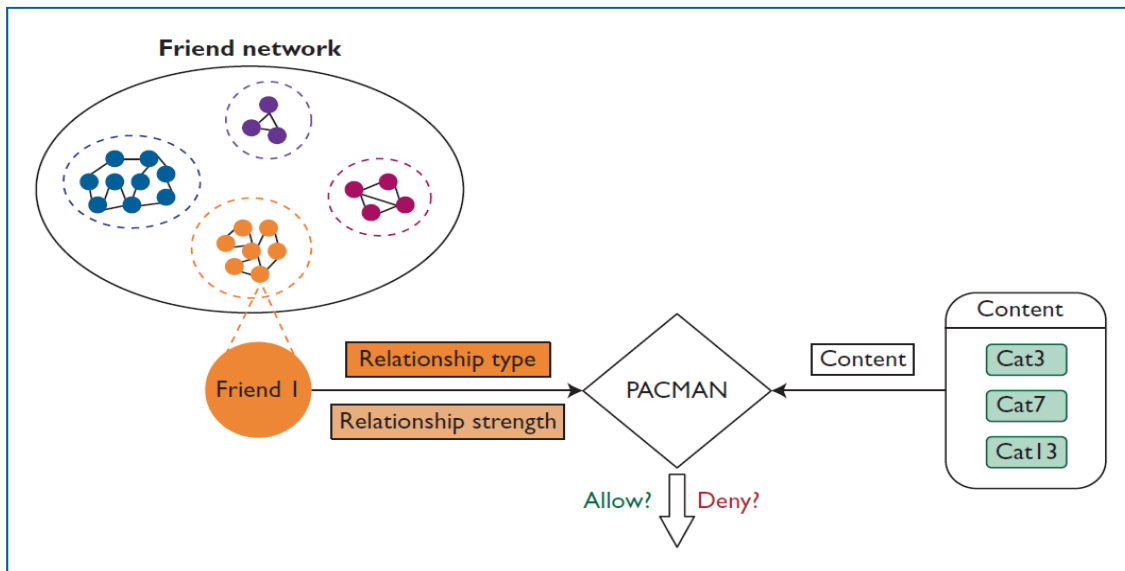 Friend network
Relationship type
Friend 1
Relationship strength
PACMAN
Content
Content
Cat3
Cat7
Cat13
Allow?
Deny?